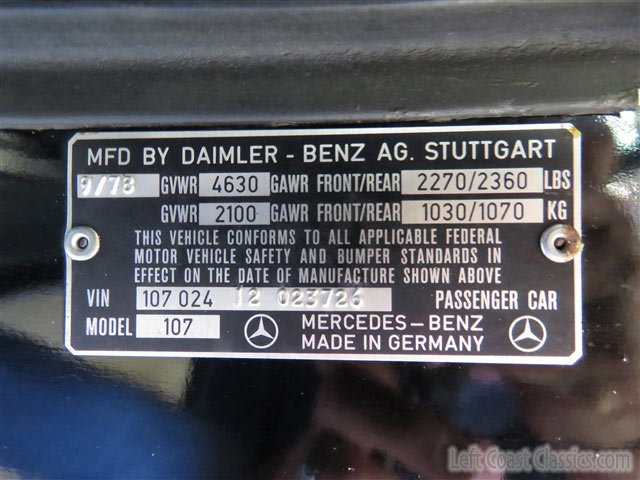 MFD BY DAIMLER - BENZ AG. STUTTGART
9/78 GVWR 4630 GAWR FRONT/REAR 2270/2360 LBS
GVWR 2100 GAWR FRONT/REAR 1030/1070 KG
THIS VEHICLE CONFORMS TO ALL APPLICABLE FEDERAL
MOTOR VEHICLE SAFETY AND BUMPER STANDARDS IN
EFFECT ON THE DATE OF MANUFACTURE SHOWN ABOVE
VIN 107 024 12 023726 PASSENGER CAR
MODEL 107 MERCEDES-BENZ
MADE IN GERMANY
Left Coast Classics.com